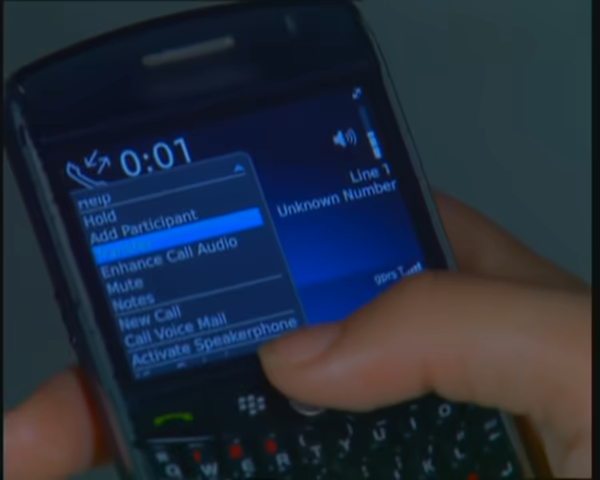 0:01
Line 1
Unknown Number
Help
Hold
Add Participant
Enhance Call Audio
Mute
Notes
New Call
Call Voice Mail
Activate Speakerphone
Q W E R T Y U I O